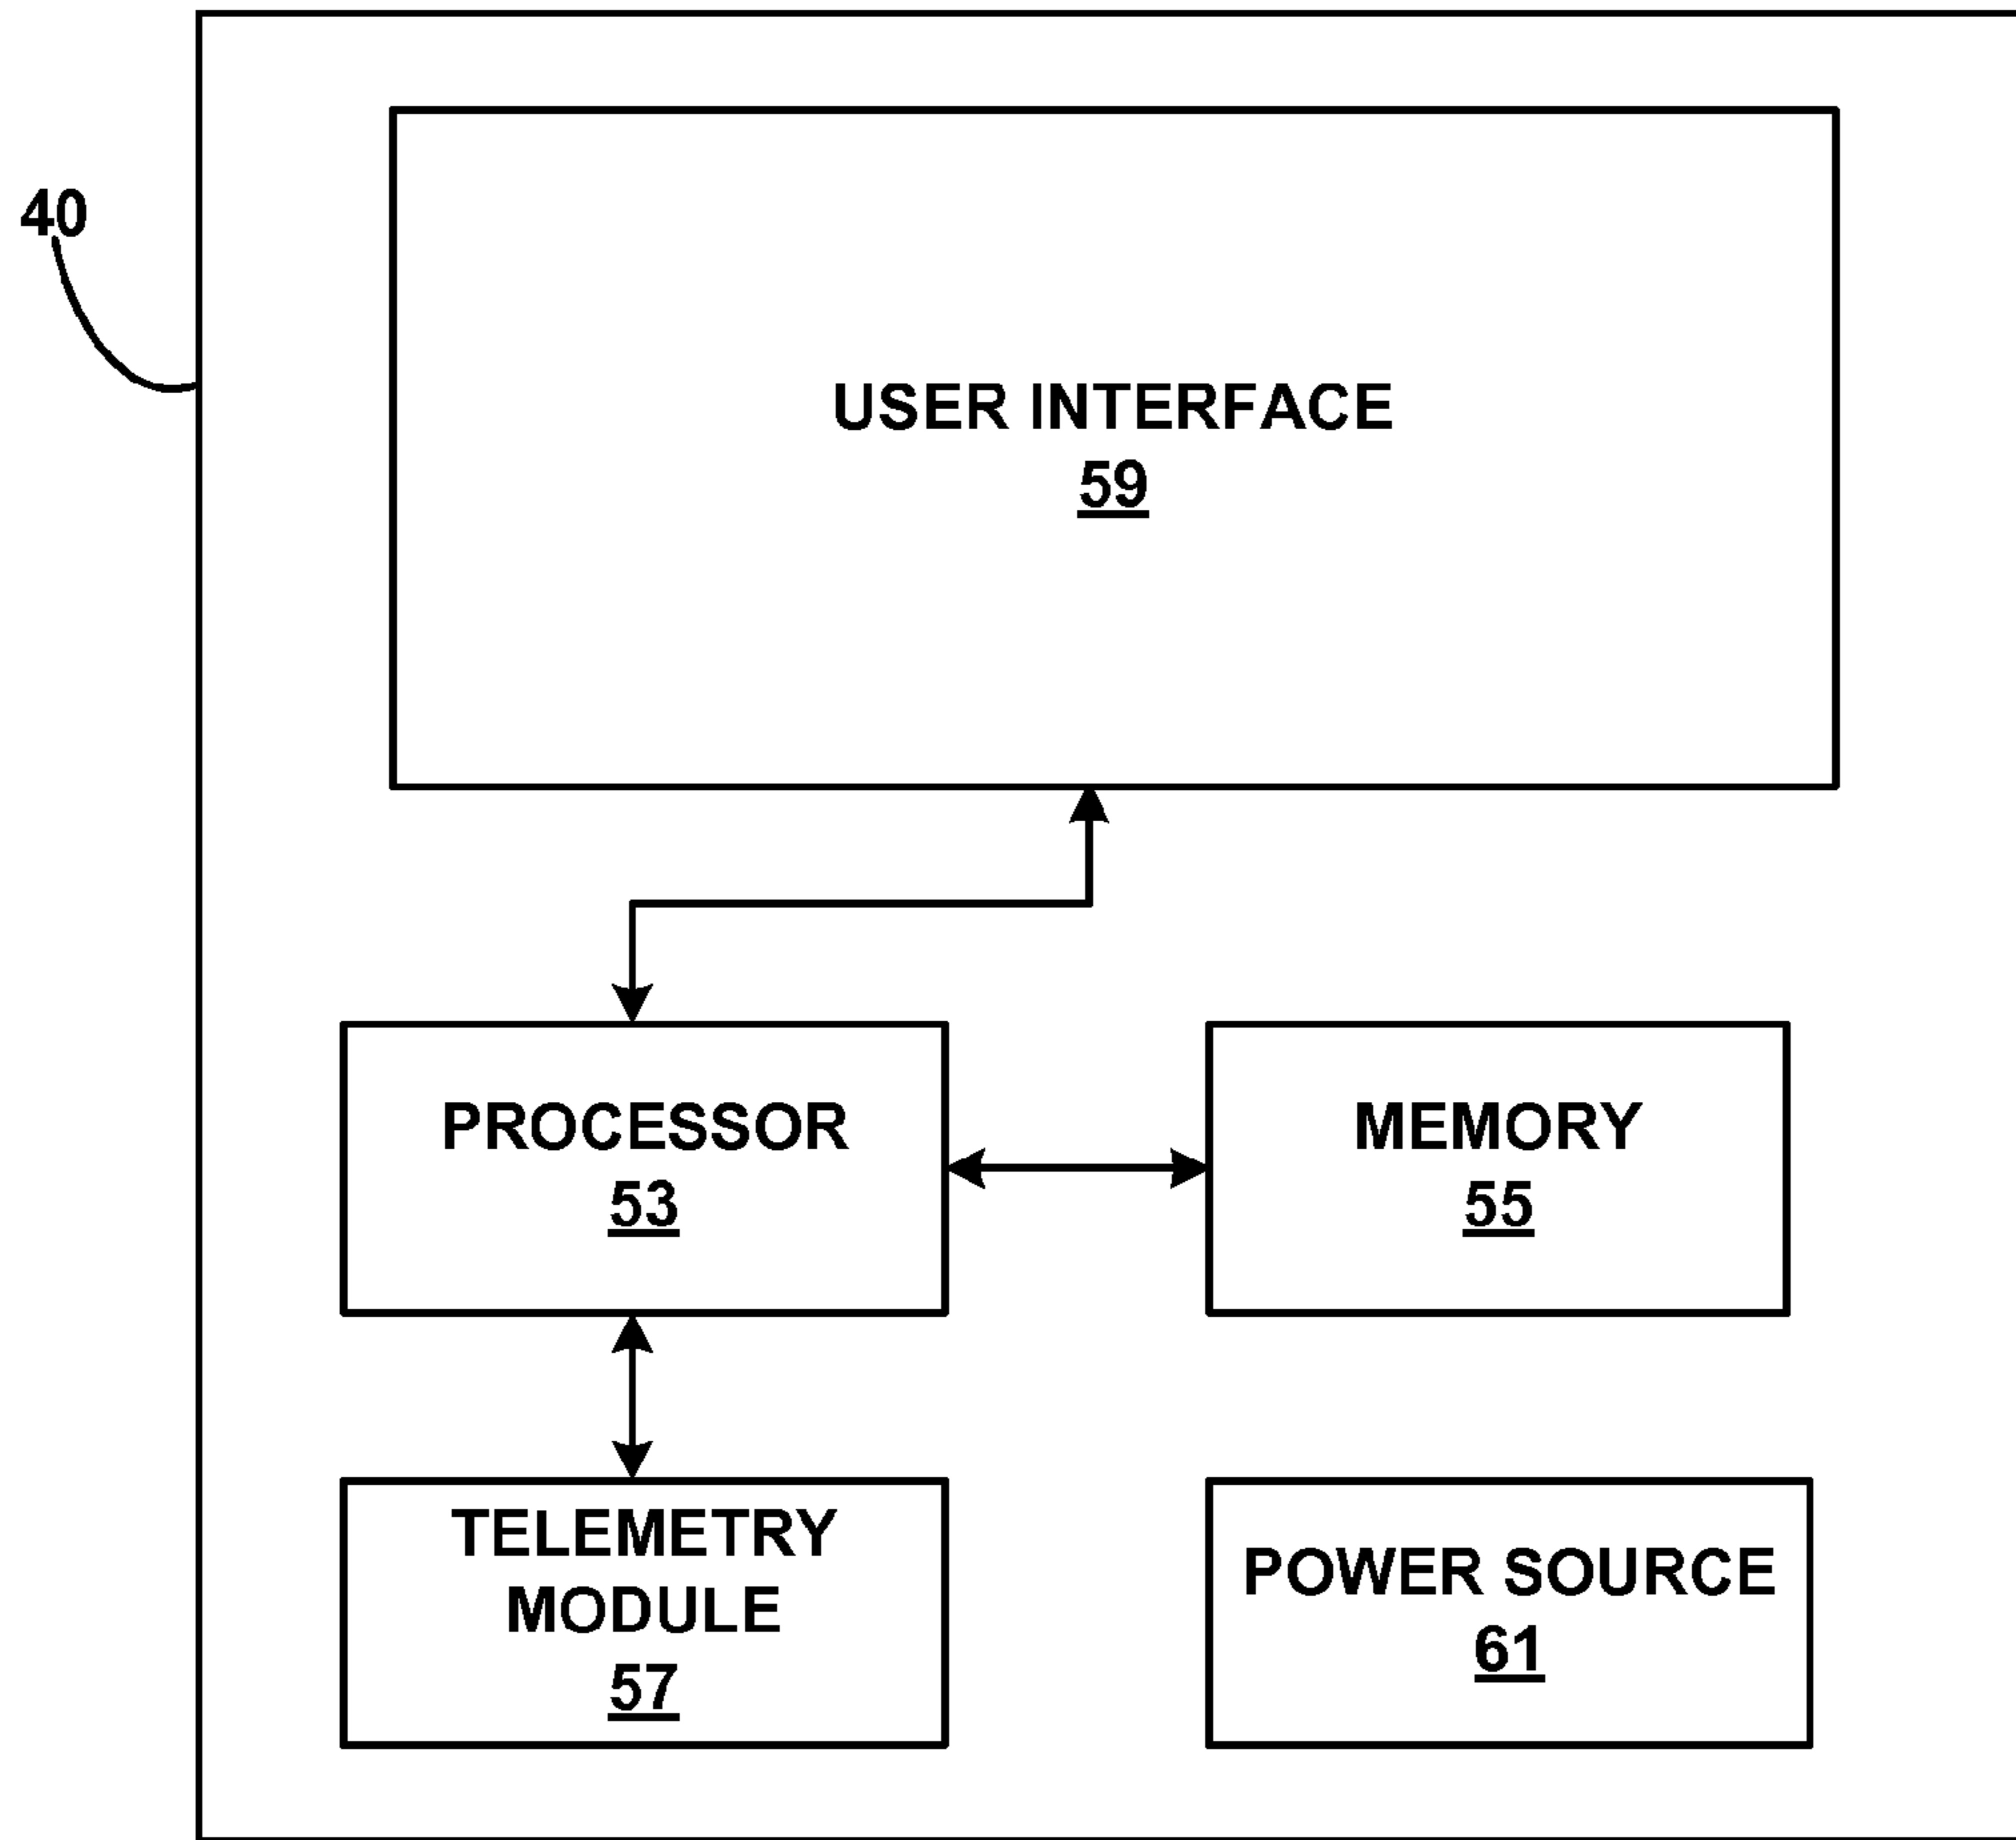 40
USER INTERFACE
59
PROCESSOR
53
MEMORY
55
TELEMETRY
MODULE
57
POWER SOURCE
61